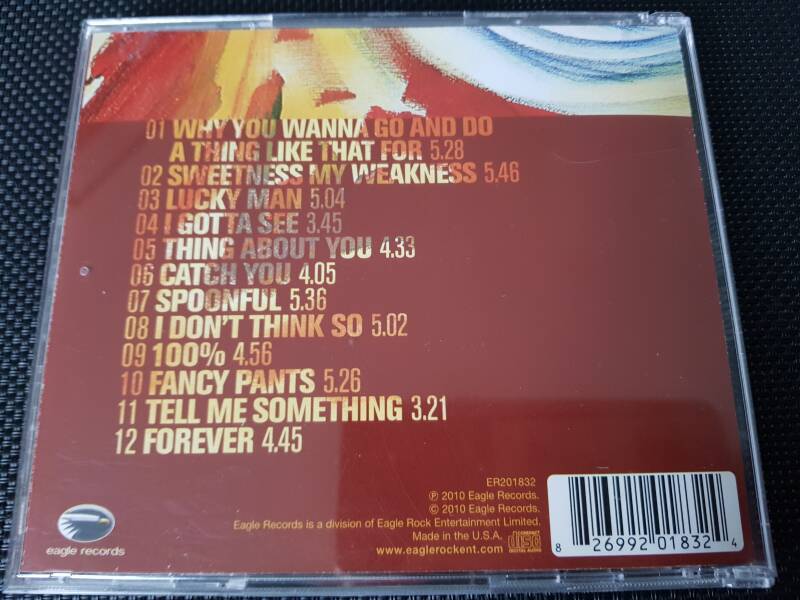 01 WHY YOU WANNA GO AND DO
A THING LIKE THAT FOR 5.28
02 SWEETNESS MY WEAKNESS 5.46
03 LUCKY MAN 5.04
04 I GOTTA SEE 3.45
05 THING ABOUT YOU 4.33
06 CATCH YOU 4.05
07 SPOONFUL 5.36
08 I DON'T THINK SO 5.02
09 100% 4.56
10 FANCY PANTS 5.26
11 TELL ME SOMETHING 3.21
12 FOREVER 4.45
ER201832
℗ 2010 Eagle Records.
© 2010 Eagle Records.
Eagle Records is a division of Eagle Rock Entertainment Limited.
Made in the U.S.A.
www.eaglerockent.com
COMPACT
disc
DIGITAL AUDIO
eagle records
8 26992 01832 4